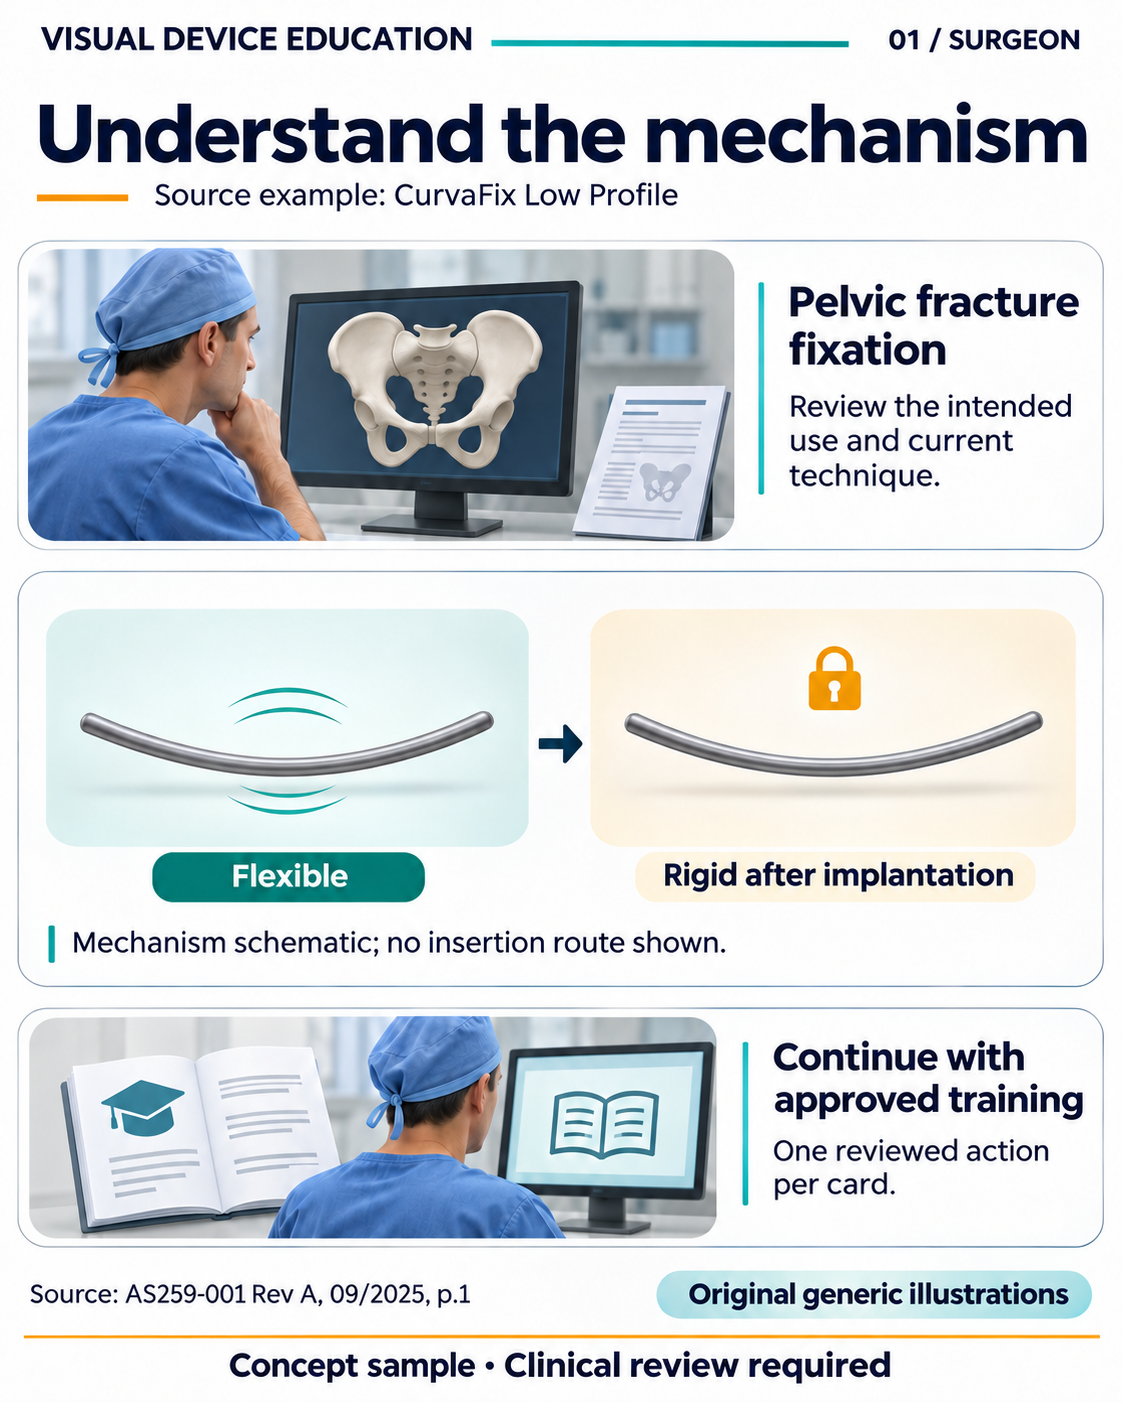 VISUAL DEVICE EDUCATION
01 / SURGEON
Understand the mechanism
Source example: CurvaFix Low Profile
Pelvic fracture
fixation
Review the intended
use and current
technique.
Flexible
Rigid after implantation
Mechanism schematic; no insertion route shown.
Continue with
approved training
One reviewed action
per card.
Source: AS259-001 Rev A, 09/2025, p.1
Original generic illustrations
Concept sample • Clinical review required